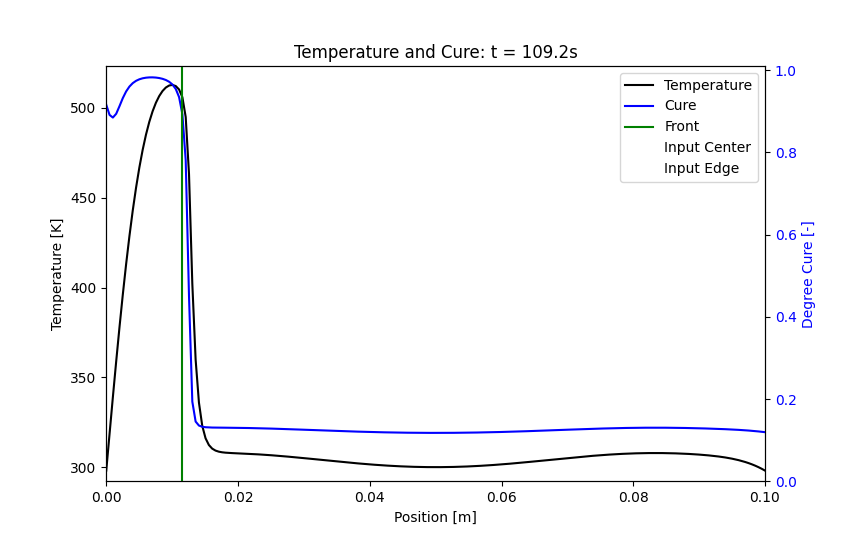 Temperature and Cure: t = 109.2s
Temperature
Cure
Front
Input Center
Input Edge
500
450
400
350
300
Temperature [K]
1.0
0.8
0.6
0.4
0.2
0.0
Degree Cure [-]
0.00 0.02 0.04 0.06 0.08 0.10
Position [m]